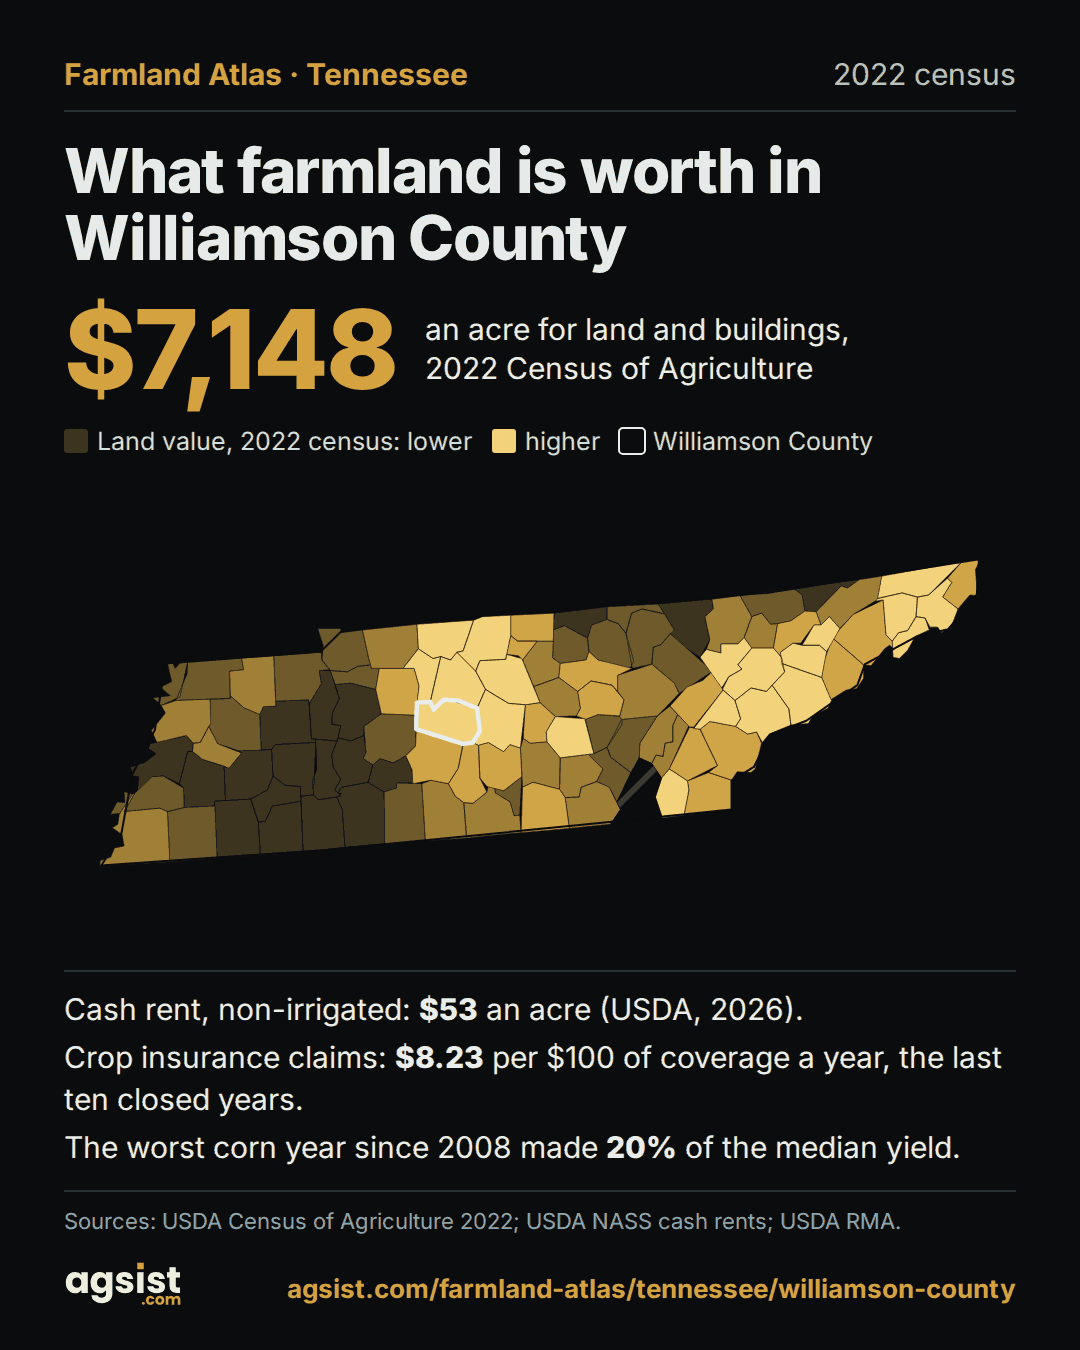 Farmland Atlas · Tennessee
2022 census
What farmland is worth in
Williamson County
$7,148
an acre for land and buildings,
2022 Census of Agriculture
Land value, 2022 census: lower
higher
Williamson County
Cash rent, non-irrigated: $53 an acre (USDA, 2026).
Crop insurance claims: $8.23 per $100 of coverage a year, the last
ten closed years.
The worst corn year since 2008 made 20% of the median yield.
Sources: USDA Census of Agriculture 2022; USDA NASS cash rents; USDA RMA.
agsist
.com
agsist.com/farmland-atlas/tennessee/williamson-county